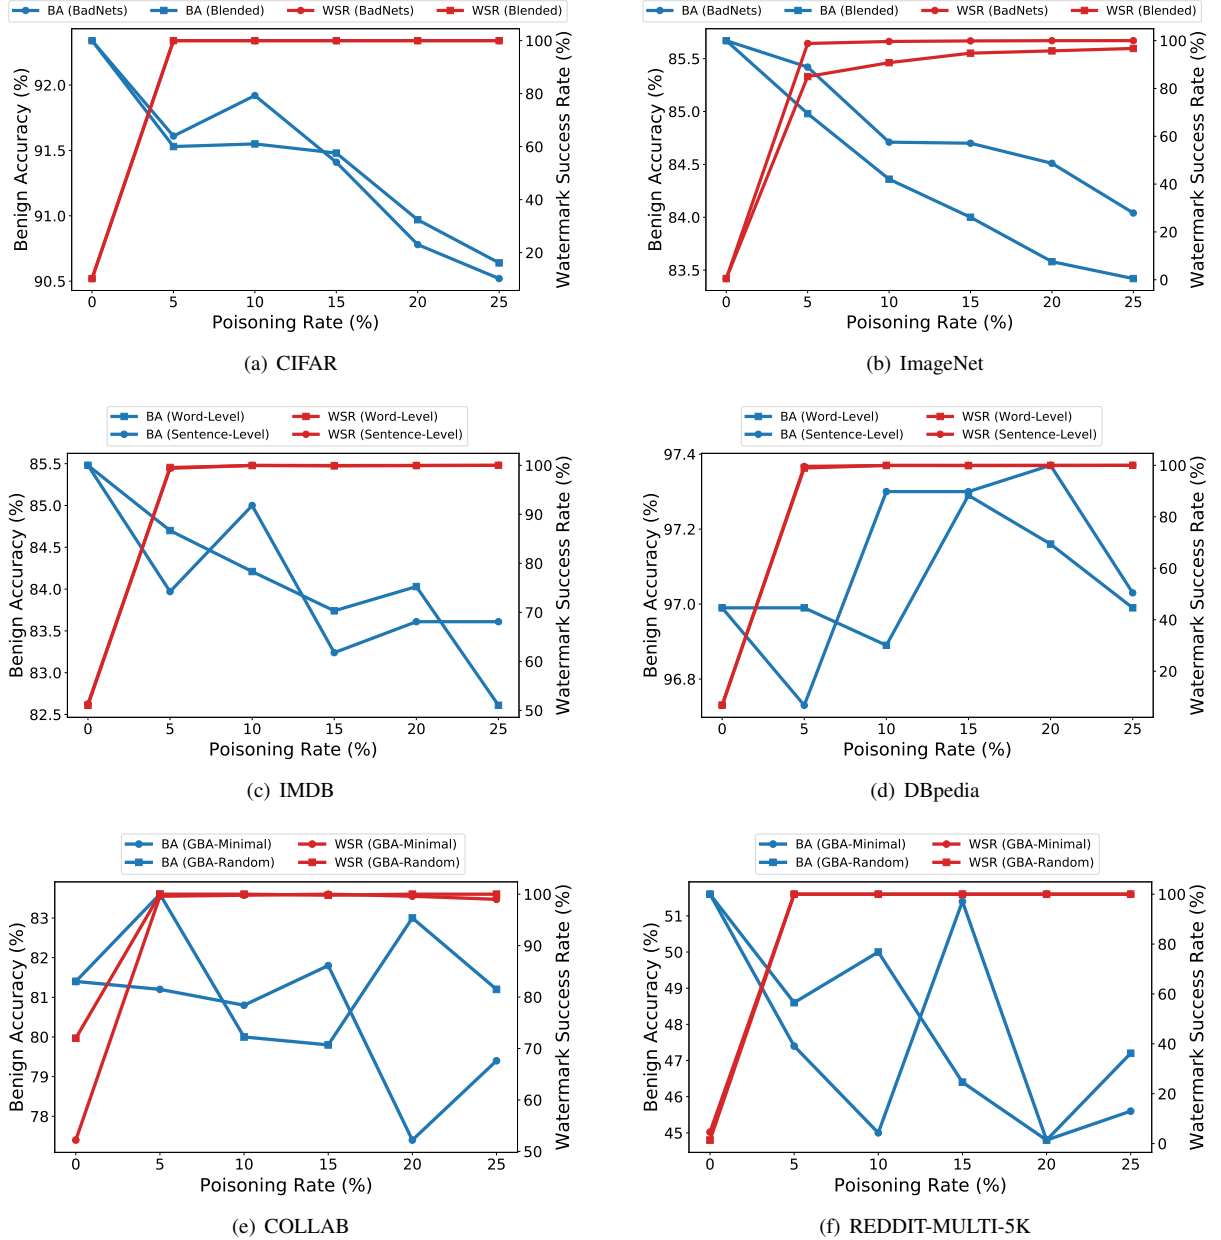 BA (BadNets) BA (Blended) WSR (BadNets) WSR (Blended)
Benign Accuracy (%)
92.0
91.5
91.0
90.5
100
80
60
40
20
Watermark Success Rate (%)
0 5 10 15 20 25
Poisoning Rate (%)
(a) CIFAR
BA (BadNets) BA (Blended) WSR (BadNets) WSR (Blended)
Benign Accuracy (%)
85.5
85.0
84.5
84.0
83.5
100
80
60
40
20
0
Watermark Success Rate (%)
0 5 10 15 20 25
Poisoning Rate (%)
(b) ImageNet
BA (Word-Level) WSR (Word-Level)
BA (Sentence-Level) WSR (Sentence-Level)
Benign Accuracy (%)
85.5
85.0
84.5
84.0
83.5
83.0
82.5
100
90
80
70
60
50
Watermark Success Rate (%)
0 5 10 15 20 25
Poisoning Rate (%)
(c) IMDB
BA (Word-Level) WSR (Word-Level)
BA (Sentence-Level) WSR (Sentence-Level)
Benign Accuracy (%)
97.4
97.2
97.0
96.8
100
80
60
40
20
Watermark Success Rate (%)
0 5 10 15 20 25
Poisoning Rate (%)
(d) DBpedia
BA (GBA-Minimal) WSR (GBA-Minimal)
BA (GBA-Random) WSR (GBA-Random)
Benign Accuracy (%)
83
82
81
80
79
78
100
90
80
70
60
50
Watermark Success Rate (%)
0 5 10 15 20 25
Poisoning Rate (%)
(e) COLLAB
BA (GBA-Minimal) WSR (GBA-Minimal)
BA (GBA-Random) WSR (GBA-Random)
Benign Accuracy (%)
51
50
49
48
47
46
45
100
80
60
40
20
0
Watermark Success Rate (%)
0 5 10 15 20 25
Poisoning Rate (%)
(f) REDDIT-MULTI-5K